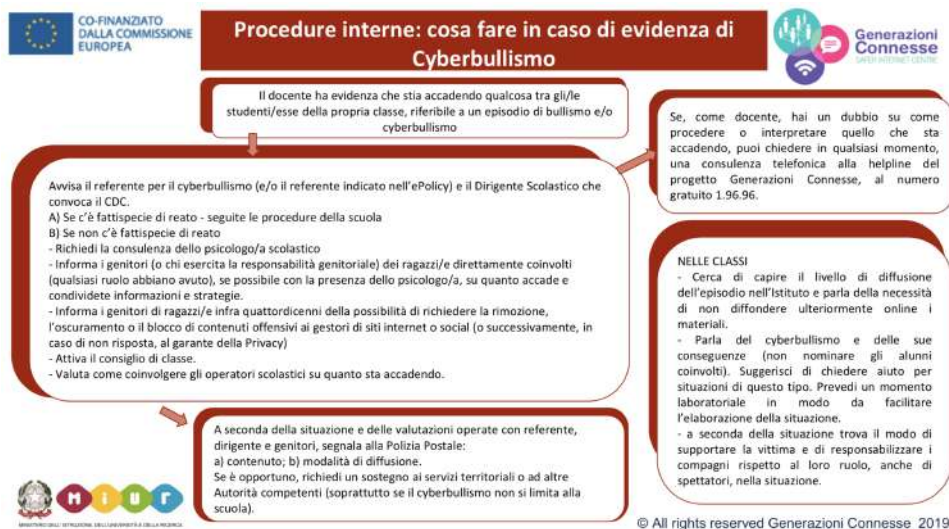 CO-FINANZIATO
DALLA COMMISSIONE
EUROPEA
Procedure interne: cosa fare in caso di evidenza di
Cyberbullismo
Generazioni
Connesse
SAFER INTERNET CENTRE
Il docente ha evidenza che stia accadendo qualcosa tra gli/le
studenti/esse della propria classe, riferibile a un episodio di bullismo e/o
cyberbullismo
Se, come docente, hai un dubbio su come
procedere o interpretare quello che sta
accadendo, puoi chiedere in qualsiasi momento,
una consulenza telefonica alla helpline del
progetto Generazioni Connesse, al numero
gratuito 1.96.96.
Avvisa il referente per il cyberbullismo (e/o il referente indicato nell'ePolicy) e il Dirigente Scolastico che
convoca il CDC.
A) Se c'è fattispecie di reato - seguite le procedure della scuola
B) Se non c'è fattispecie di reato
- Richiedi la consulenza dello psicologo/a scolastico
- Informa i genitori (o chi esercita la responsabilità genitoriale) dei ragazzi/e direttamente coinvolti
(qualsiasi ruolo abbiano avuto), se possibile con la presenza dello psicologo/a, su quanto accade e
condividete informazioni e strategie.
- Informa i genitori di ragazzi/e infra quattordicenni della possibilità di richiedere la rimozione,
l'oscuramento o il blocco di contenuti offensivi ai gestori di siti internet o social (o successivamente, in
caso di non risposta, al garante della Privacy)
- Attiva il consiglio di classe.
- Valuta come coinvolgere gli operatori scolastici su quanto sta accadendo.
NELLE CLASSI
- Cerca di capire il livello di diffusione
dell'episodio nell'Istituto e parla della necessità
di non diffondere ulteriormente online i
materiali.
- Parla del cyberbullismo e delle sue
conseguenze (non nominare gli alunni
coinvolti). Suggerisci di chiedere aiuto per
situazioni di questo tipo. Prevedi un momento
laboratoriale in modo da facilitare
l'elaborazione della situazione.
- a seconda della situazione trova il modo di
supportare la vittima e di responsabilizzare i
compagni rispetto al loro ruolo, anche di
spettatori, nella situazione.
A seconda della situazione e delle valutazioni operate con referente,
dirigente e genitori, segnala alla Polizia Postale:
a) contenuto; b) modalità di diffusione.
Se è opportuno, richiedi un sostegno ai servizi territoriali o ad altre
Autorità competenti (soprattutto se il cyberbullismo non si limita alla
scuola).
MIUR
MINISTERO DELL'ISTRUZIONE, DELL'UNIVERSITÀ E DELLA RICERCA
© All rights reserved Generazioni Connesse 2019